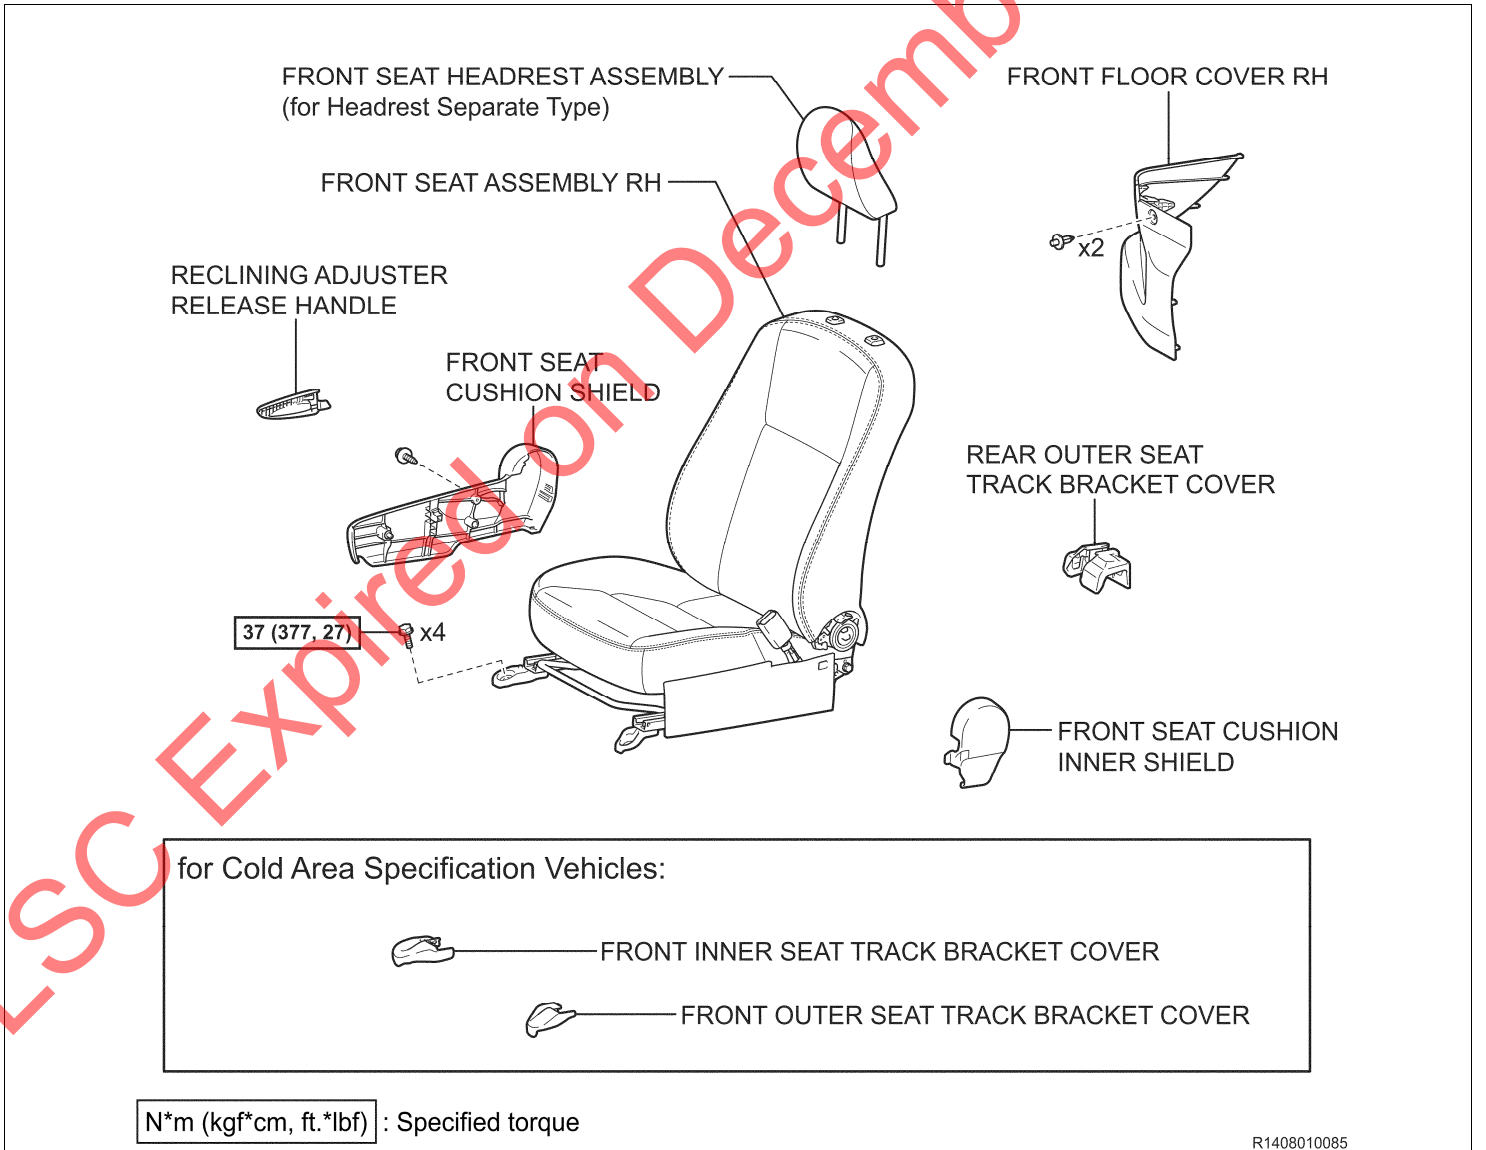 FRONT SEAT HEADREST ASSEMBLY
(for Headrest Separate Type)
FRONT FLOOR COVER RH
FRONT SEAT ASSEMBLY RH
x2
RECLINING ADJUSTER
RELEASE HANDLE
FRONT SEAT
CUSHION SHIELD
REAR OUTER SEAT
TRACK BRACKET COVER
37 (377, 27)
x4
FRONT SEAT CUSHION
INNER SHIELD
for Cold Area Specification Vehicles:
FRONT INNER SEAT TRACK BRACKET COVER
FRONT OUTER SEAT TRACK BRACKET COVER
N*m (kgf*cm, ft.*lbf) : Specified torque
R1408010085
LSC Expired on Decemb